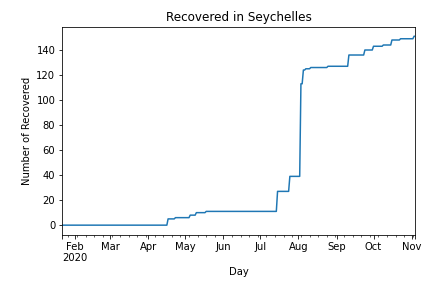 Recovered in Seychelles
Number of Recovered
140
120
100
80
60
40
20
0
Feb Mar Apr May Jun Jul Aug Sep Oct Nov
2020
Day